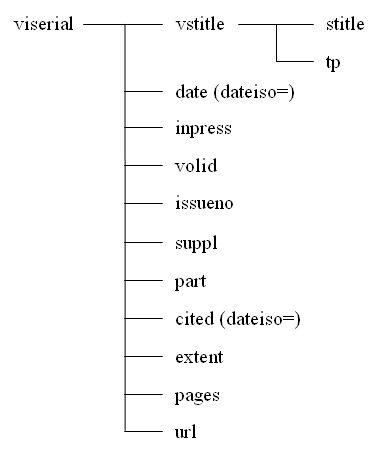 viserial vstitle stitle
tp
date (dateiso=)
inpress
volid
issueno
suppl
part
cited (dateiso=)
extent
pages
url